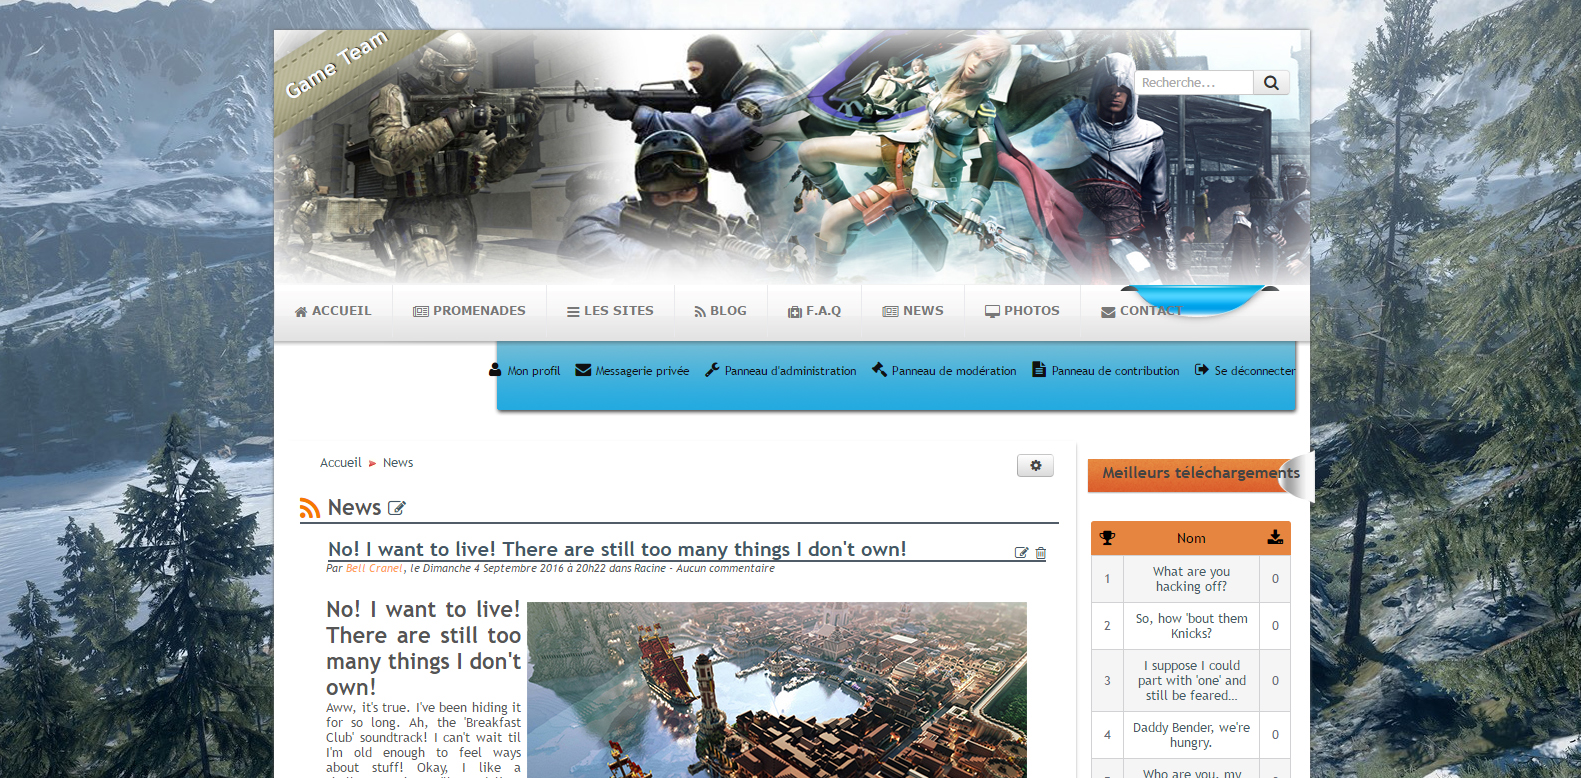 Game Team
Recherche...
ACCUEIL PROMENADES LES SITES BLOG F.A.Q NEWS PHOTOS CONTACT
Mon profil Messagerie privée Panneau d'administration Panneau de modération Panneau de contribution Se déconnecter
Accueil News
Meilleurs téléchargements
News
No! I want to live! There are still too many things I don't own!
Par Bell Cranel, le Dimanche 4 Septembre 2016 à 20h22 dans Racine - Aucun commentaire
No! I want to live!
There are still too
many things I don't
own!
Aww, it's true. I've been hiding it
for so long. Ah, the 'Breakfast
Club' soundtrack! I can't wait til
I'm old enough to feel ways
about stuff! Okay, I like a
Nom
1 What are you
hacking off? 0
2 So, how 'bout them
Knicks? 0
3 I suppose I could
part with 'one' and
still be feared... 0
4 Daddy Bender, we're
hungry. 0
Who are you, my